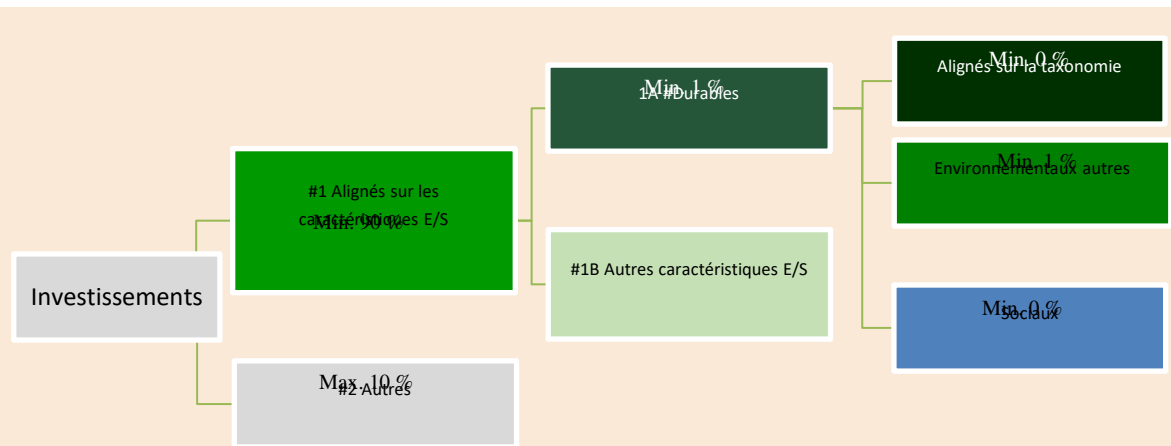 Investissements
#1 Alignés sur les
caractéristiques E/S
Min. 90 %
#2 Autres
Max. 10 %
1A #Durables
Min. 1 %
#1B Autres caractéristiques E/S
Alignés sur la taxonomie
Min. 0 %
Environnementaux autres
Min. 1 %
Sociaux
Min. 0 %